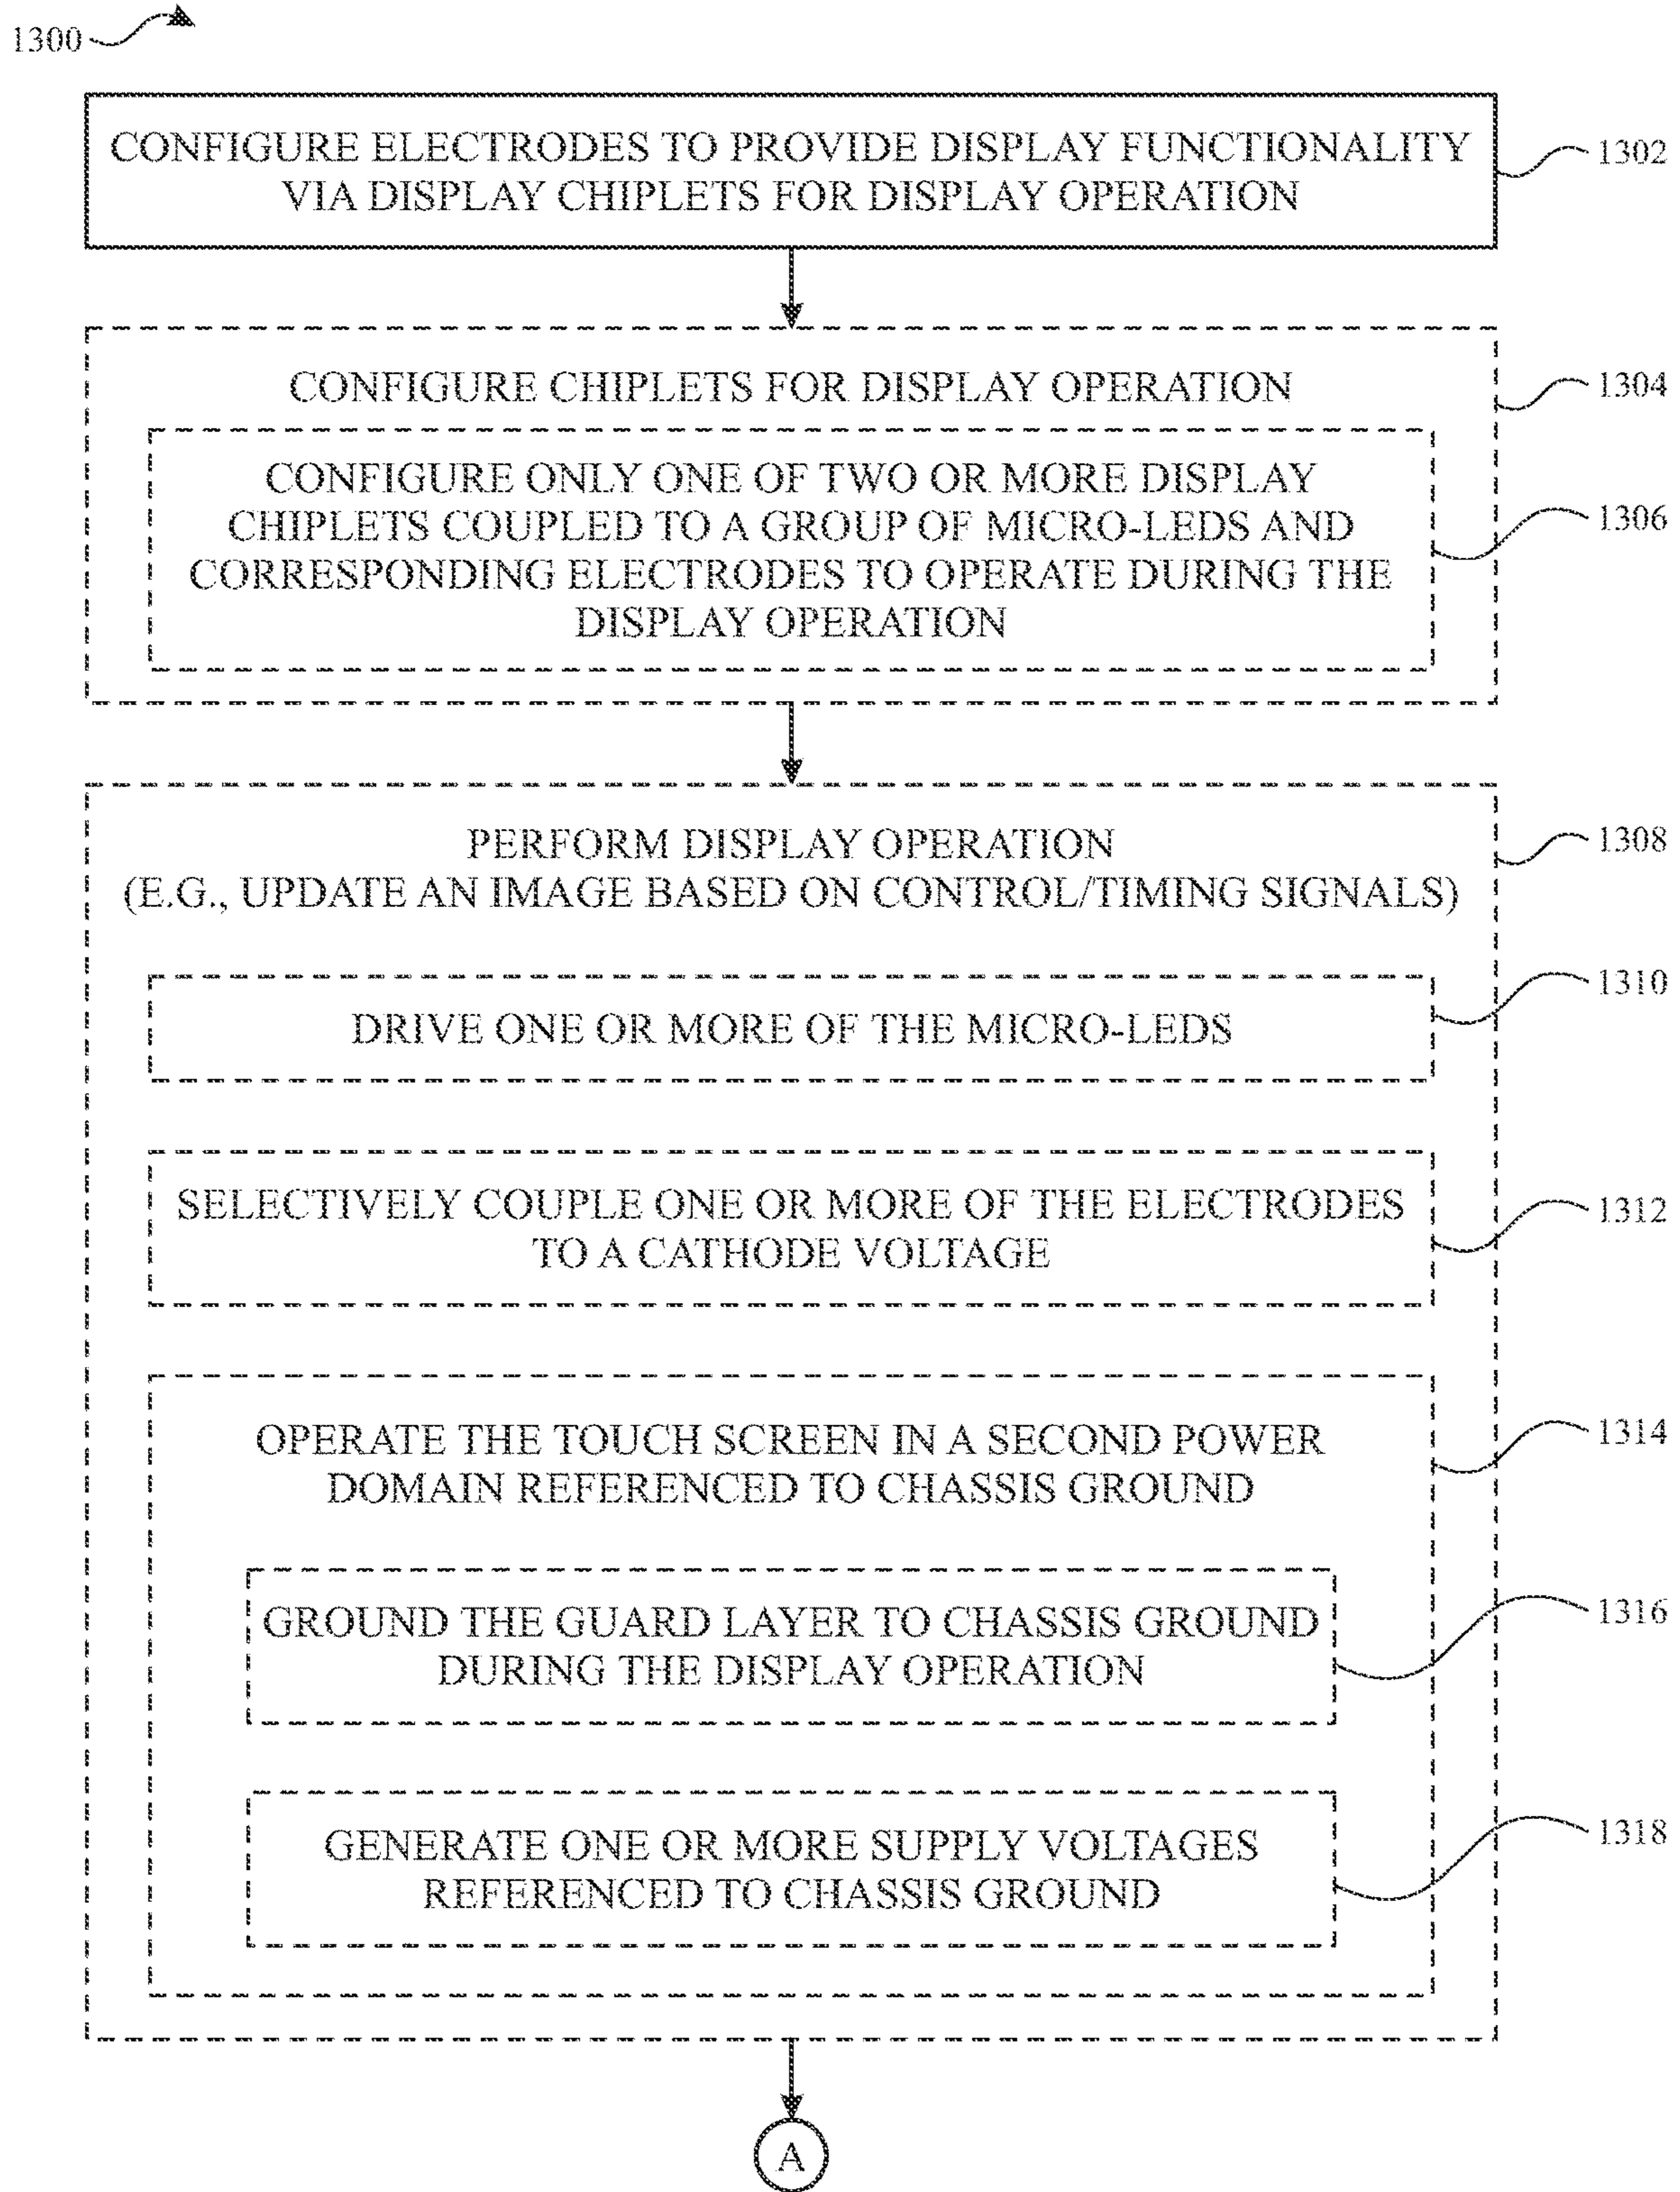 1300
CONFIGURE ELECTRODES TO PROVIDE DISPLAY FUNCTIONALITY
VIA DISPLAY CHIPLETS FOR DISPLAY OPERATION
1302
CONFIGURE CHIPLETS FOR DISPLAY OPERATION
1304
CONFIGURE ONLY ONE OF TWO OR MORE DISPLAY
CHIPLETS COUPLED TO A GROUP OF MICRO-LEDS AND
CORRESPONDING ELECTRODES TO OPERATE DURING THE
DISPLAY OPERATION
1306
PERFORM DISPLAY OPERATION
(E.G., UPDATE AN IMAGE BASED ON CONTROL/TIMING SIGNALS)
1308
DRIVE ONE OR MORE OF THE MICRO-LEDS
1310
SELECTIVELY COUPLE ONE OR MORE OF THE ELECTRODES
TO A CATHODE VOLTAGE
1312
OPERATE THE TOUCH SCREEN IN A SECOND POWER
DOMAIN REFERENCED TO CHASSIS GROUND
1314
GROUND THE GUARD LAYER TO CHASSIS GROUND
DURING THE DISPLAY OPERATION
1316
GENERATE ONE OR MORE SUPPLY VOLTAGES
REFERENCED TO CHASSIS GROUND
1318
A